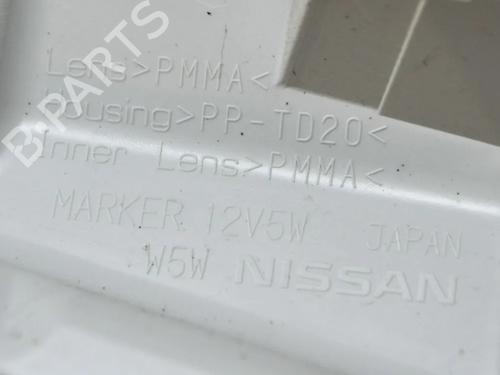 Lens>PMMA<
Housing>PP-TD20<
Inner Lens>PMMA<
MARKER 12V5W JAPAN
W5W NISSAN
B-PARTS